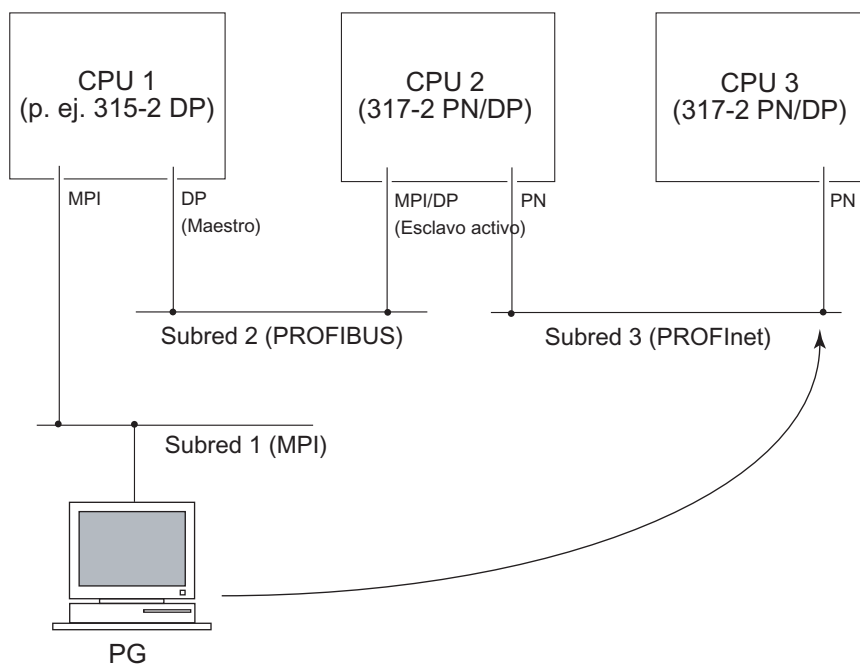 CPU 1
(p. ej. 315-2 DP)
CPU 2
(317-2 PN/DP)
CPU 3
(317-2 PN/DP)
MPI
DP
(Maestro)
MPI/DP
(Esclavo activo)
PN
PN
Subred 2 (PROFIBUS)
Subred 3 (PROFInet)
Subred 1 (MPI)
PG